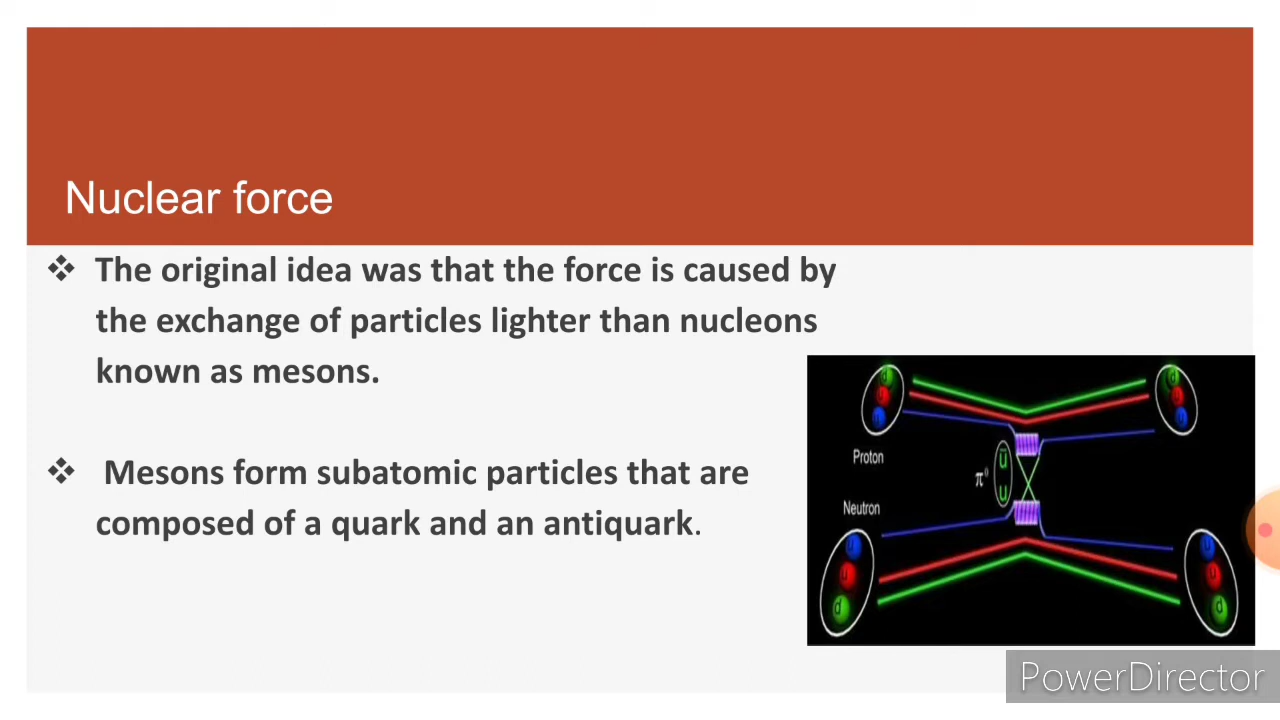 Nuclear force
❖ The original idea was that the force is caused by
the exchange of particles lighter than nucleons
known as mesons.
❖ Mesons form subatomic particles that are
composed of a quark and an antiquark.
d
u
Proton
π⁰
ū
u
Neutron
u
d
u
d
PowerDirector